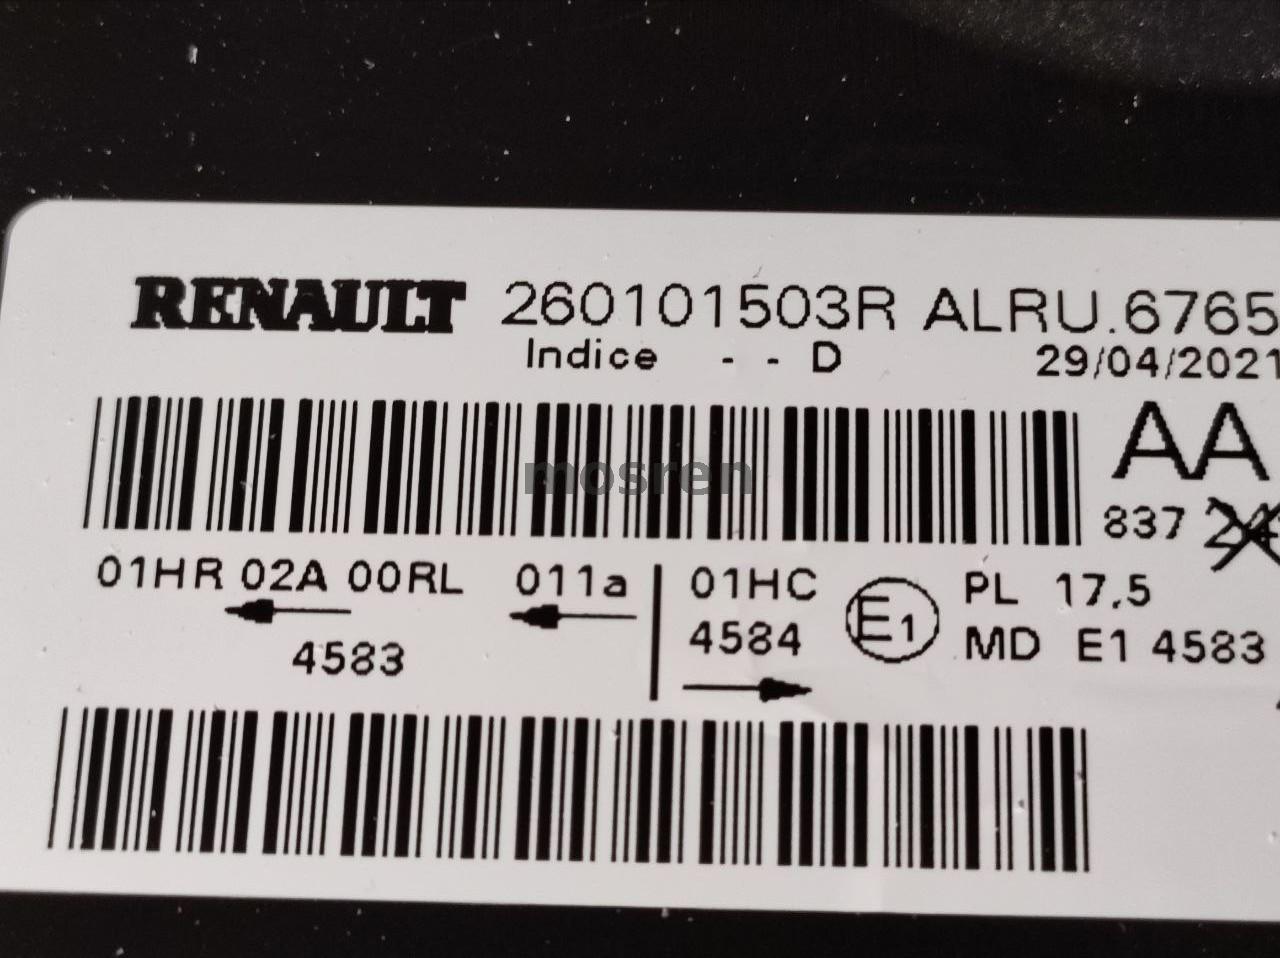 RENAULT 260101503R ALRU.6765
Indice - - D 29/04/2021
AA
837
mosren
01HR 02A 00RL 011a 01HC E1 PL 17,5
4583 4584 MD E1 4583